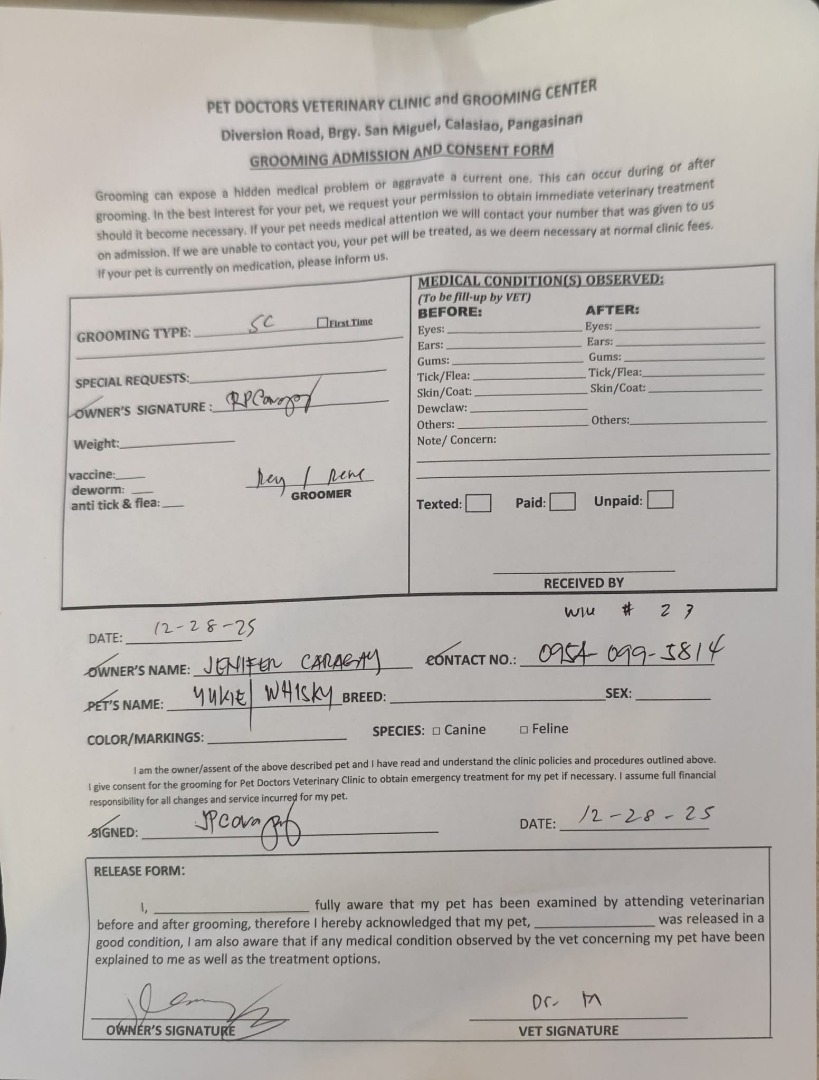 PET DOCTORS VETERINARY CLINIC and GROOMING CENTER
Diversion Road, Brgy. San Miguel, Calasiao, Pangasinan
GROOMING ADMISSION AND CONSENT FORM
Grooming can expose a hidden medical problem or aggravate a current one. This can occur during or after
grooming. In the best interest for your pet, we request your permission to obtain immediate veterinary treatment
should it become necessary. If your pet needs medical attention we will contact your number that was given to us
on admission. If we are unable to contact you, your pet will be treated, as we deem necessary at normal clinic fees.
If your pet is currently on medication, please inform us.
GROOMING TYPE: SC ☐First Time
SPECIAL REQUESTS:
OWNER'S SIGNATURE :
Weight:
vaccine:
deworm:
anti tick & flea:
Rey / Rene
GROOMER
MEDICAL CONDITION(S) OBSERVED:
(To be fill-up by VET)
BEFORE: AFTER:
Eyes: Eyes:
Ears: Ears:
Gums: Gums:
Tick/Flea: Tick/Flea:
Skin/Coat: Skin/Coat:
Dewclaw:
Others: Others:
Note/ Concern:
Texted: ☐ Paid: ☐ Unpaid: ☐
RECEIVED BY
# 23
DATE: 12-28-25
OWNER'S NAME: JENIFER CARAGAY CONTACT NO.: 0954-099-3814
PET'S NAME: YUKIE | WHISKY BREED: SEX:
COLOR/MARKINGS: SPECIES: ☐ Canine ☐ Feline
I am the owner/assent of the above described pet and I have read and understand the clinic policies and procedures outlined above.
I give consent for the grooming for Pet Doctors Veterinary Clinic to obtain emergency treatment for my pet if necessary. I assume full financial
responsibility for all changes and service incurred for my pet.
SIGNED: DATE: 12-28-25
RELEASE FORM:
I, fully aware that my pet has been examined by attending veterinarian
before and after grooming, therefore I hereby acknowledged that my pet, was released in a
good condition, I am also aware that if any medical condition observed by the vet concerning my pet have been
explained to me as well as the treatment options.
Dr. M
OWNER'S SIGNATURE VET SIGNATURE